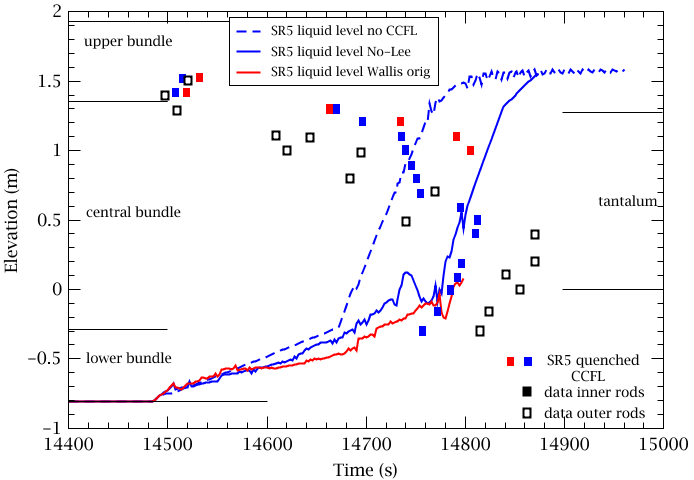 2
1.5
1
0.5
0
−0.5
−1
Elevation (m)
upper bundle
central bundle
lower bundle
SR5 liquid level no CCFL
SR5 liquid level No−Lee
SR5 liquid level Wallis orig
tantalum
SR5 quenched
CCFL
data inner rods
data outer rods
14400
14500
14600
14700
14800
14900
15000
Time (s)